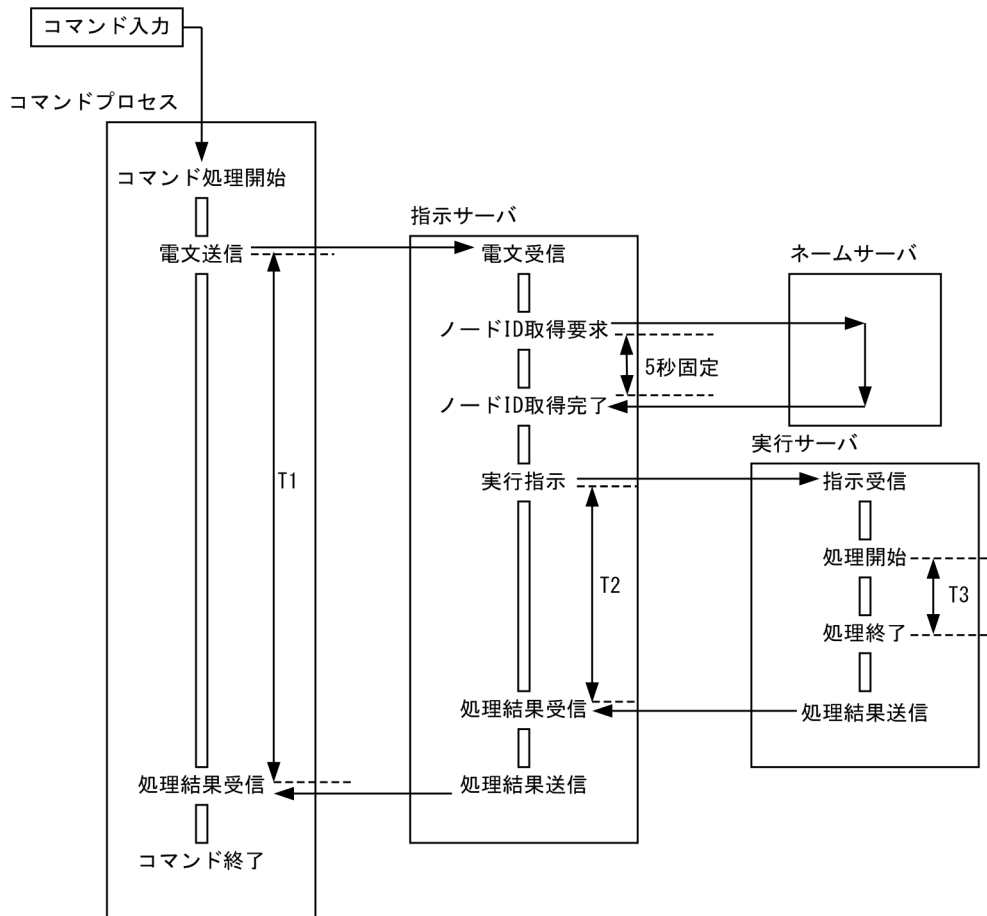 コマンド入力
コマンドプロセス
コマンド処理開始
電文送信
T1
処理結果受信
コマンド終了
指示サーバ
電文受信
ノードID取得要求
5秒固定
ノードID取得完了
実行指示
T2
処理結果受信
処理結果送信
ネームサーバ
実行サーバ
指示受信
処理開始
T3
処理終了
処理結果送信